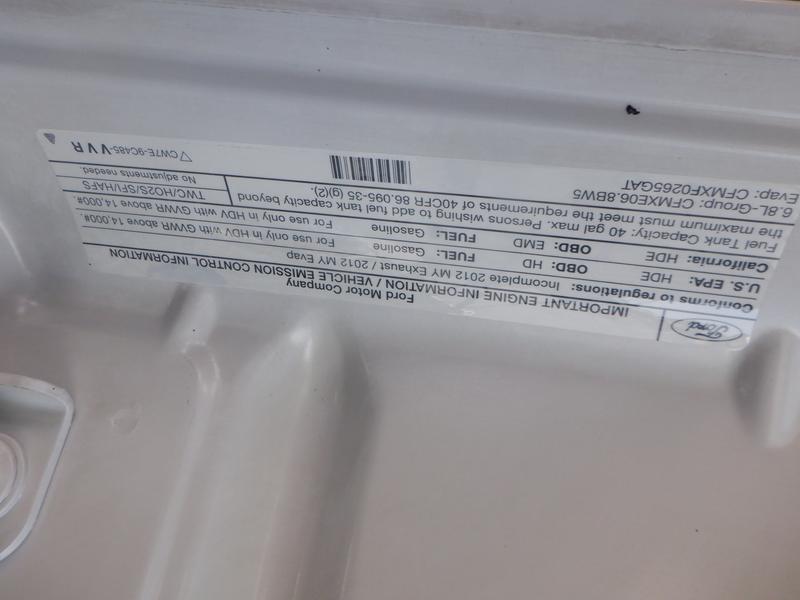 Ford
IMPORTANT ENGINE INFORMATION / VEHICLE EMISSION CONTROL INFORMATION
Ford Motor Company
Conforms to regulations: Incomplete 2012 MY Exhaust / 2012 MY Evap
U.S. EPA: HDE OBD: HD FUEL: Gasoline For use only in HDV with GVWR above 14,000#.
California: HDE OBD: EMD FUEL: Gasoline For use only in HDV with GVWR above 14,000#
Fuel Tank Capacity: 40 gal max. Persons wishing to add fuel tank capacity beyond
the maximum must meet the requirements of 40CFR 86.095-35 (g)(2).
6.8L-Group: CFMXE06.8BW5
Evap: CFMXF0265GAT
TWC/HO2S/SFI/HAFS
No adjustments needed.
CW7E-9C485-VVR